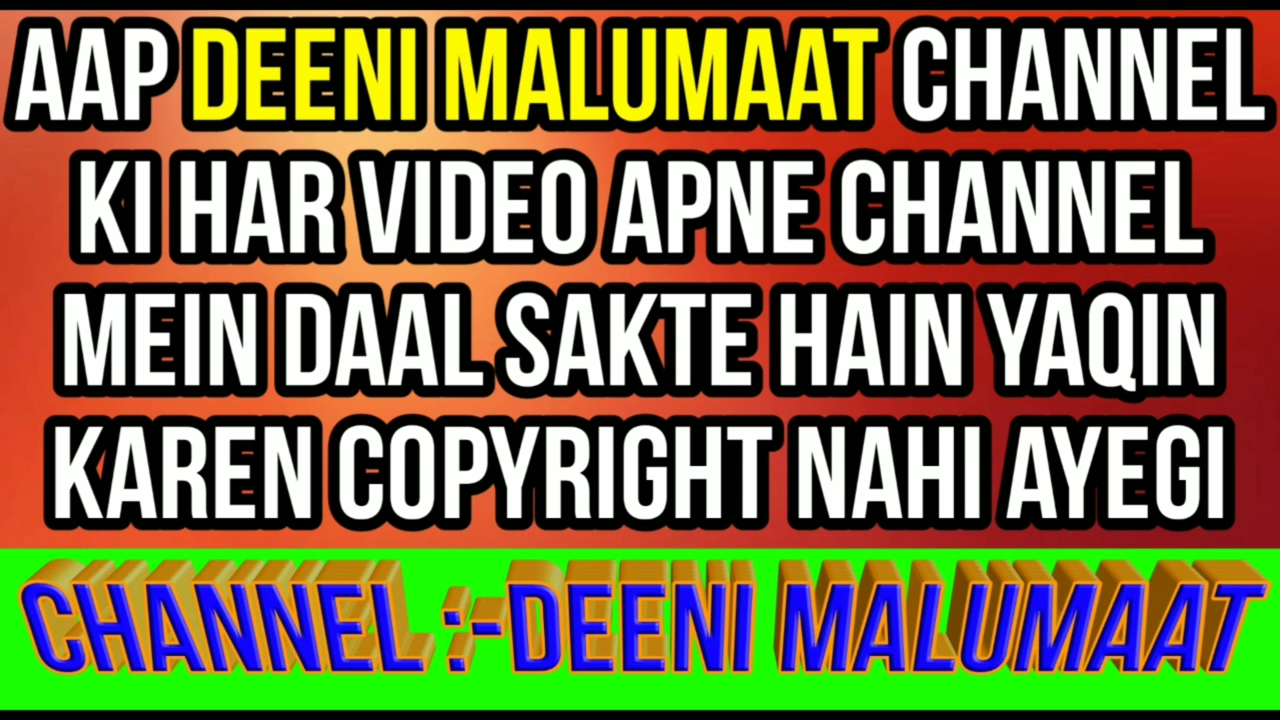 AAP DEENI MALUMAAT CHANNEL
KI HAR VIDEO APNE CHANNEL
MEIN DAAL SAKTE HAIN YAQIN
KAREN COPYRIGHT NAHI AYEGI
CHANNEL :-DEENI MALUMAAT